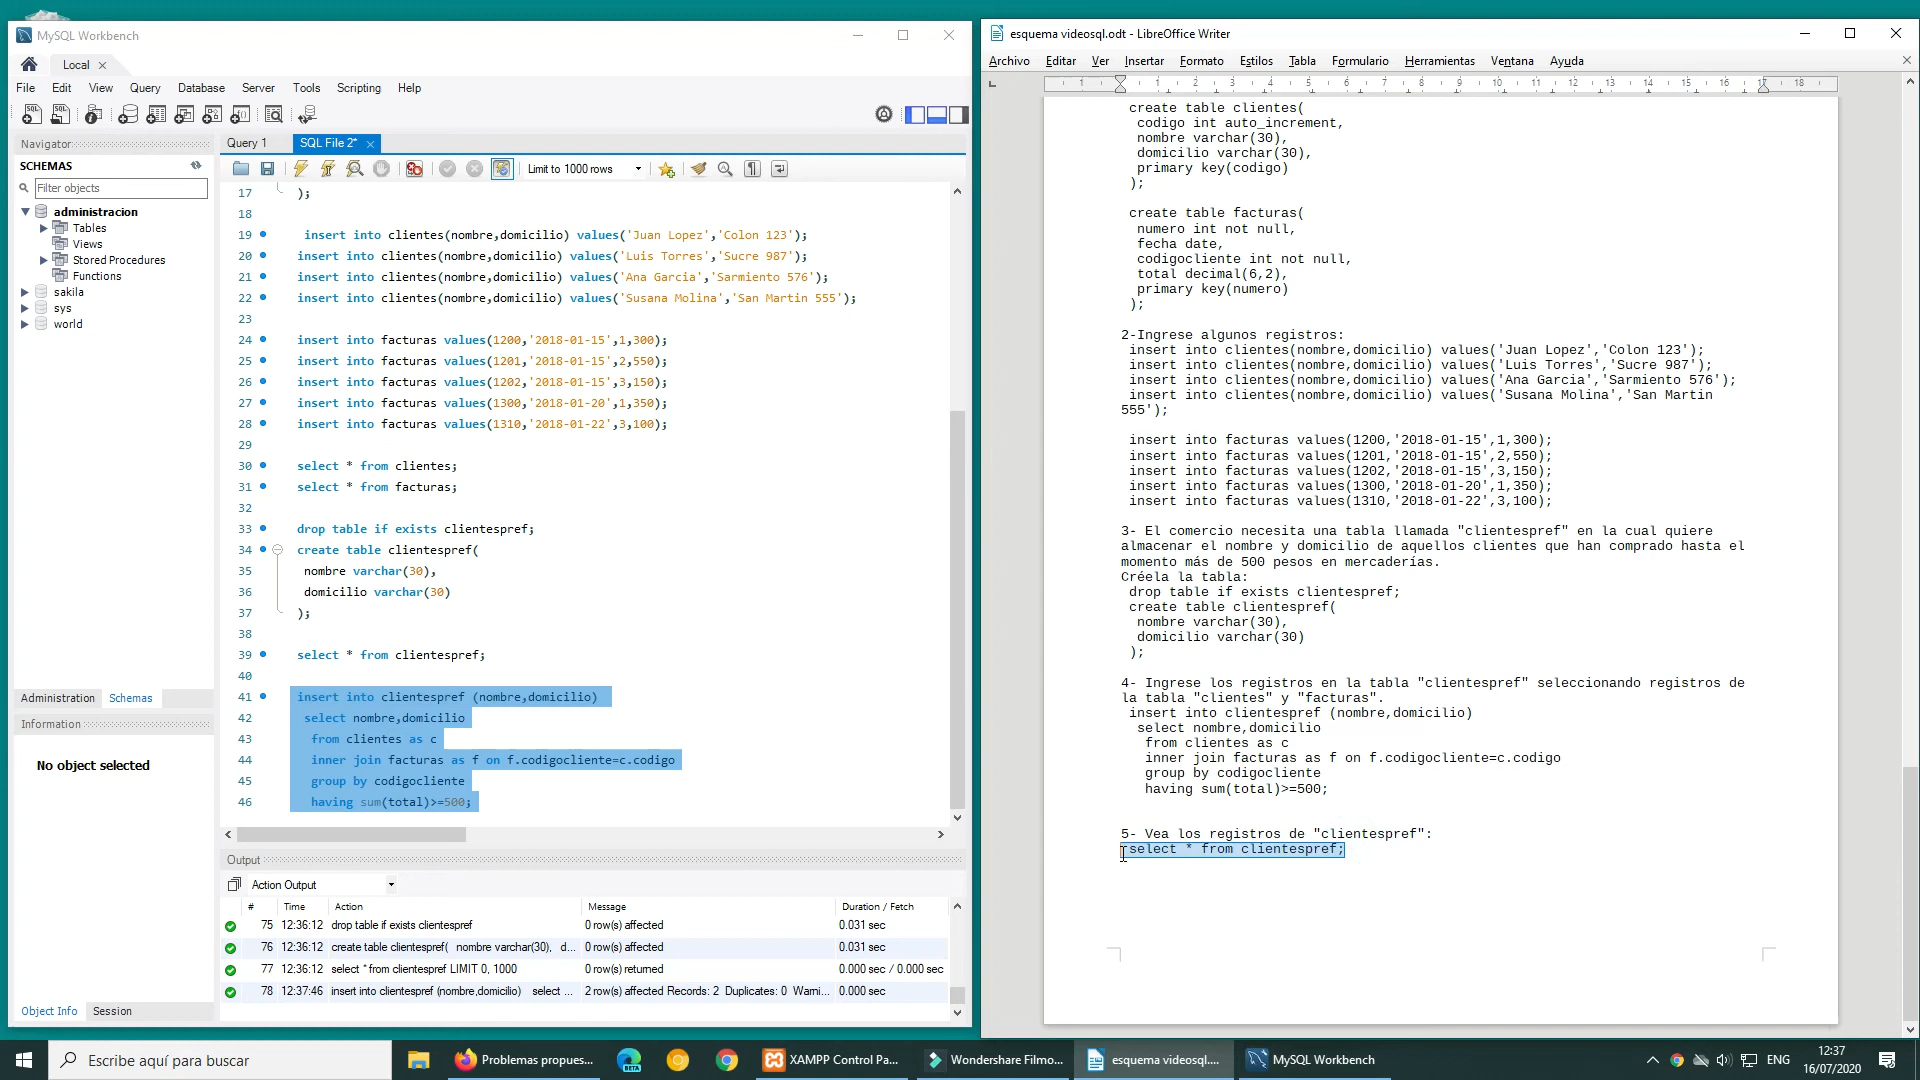 MySQL Workbench
Local
File Edit View Query Database Server Tools Scripting Help
Navigator
SCHEMAS
Filter objects
administracion
Tables
Views
Stored Procedures
Functions
sakila
sys
world
Administration Schemas
Information
No object selected
Object Info Session
Query 1 SQL File 2*
Limit to 1000 rows
17 );
18
19 insert into clientes(nombre,domicilio) values('Juan Lopez','Colon 123');
20 insert into clientes(nombre,domicilio) values('Luis Torres','Sucre 987');
21 insert into clientes(nombre,domicilio) values('Ana Garcia','Sarmiento 576');
22 insert into clientes(nombre,domicilio) values('Susana Molina','San Martin 555');
23
24 insert into facturas values(1200,'2018-01-15',1,300);
25 insert into facturas values(1201,'2018-01-15',2,550);
26 insert into facturas values(1202,'2018-01-15',3,150);
27 insert into facturas values(1300,'2018-01-20',1,350);
28 insert into facturas values(1310,'2018-01-22',3,100);
29
30 select * from clientes;
31 select * from facturas;
32
33 drop table if exists clientespref;
34 create table clientespref(
35 nombre varchar(30),
36 domicilio varchar(30)
37 );
38
39 select * from clientespref;
40
41 insert into clientespref (nombre,domicilio)
42 select nombre,domicilio
43 from clientes as c
44 inner join facturas as f on f.codigocliente=c.codigo
45 group by codigocliente
46 having sum(total)>=500;
Output
Action Output
# Time Action Message Duration / Fetch
75 12:36:12 drop table if exists clientespref 0 row(s) affected 0.031 sec
76 12:36:12 create table clientespref( nombre varchar(30), d... 0 row(s) affected 0.031 sec
77 12:36:12 select * from clientespref LIMIT 0, 1000 0 row(s) returned 0.000 sec / 0.000 sec
78 12:37:46 insert into clientespref (nombre,domicilio) select ... 2 row(s) affected Records: 2 Duplicates: 0 Warni... 0.000 sec
esquema videosql.odt - LibreOffice Writer
Archivo Editar Ver Insertar Formato Estilos Tabla Formulario Herramientas Ventana Ayuda
1 1 2 3 4 5 6 7 8 9 10 11 12 13 14 15 16 17 18
create table clientes(
codigo int auto_increment,
nombre varchar(30),
domicilio varchar(30),
primary key(codigo)
);
create table facturas(
numero int not null,
fecha date,
codigocliente int not null,
total decimal(6,2),
primary key(numero)
);
2-Ingrese algunos registros:
insert into clientes(nombre,domicilio) values('Juan Lopez','Colon 123');
insert into clientes(nombre,domicilio) values('Luis Torres','Sucre 987');
insert into clientes(nombre,domicilio) values('Ana Garcia','Sarmiento 576');
insert into clientes(nombre,domicilio) values('Susana Molina','San Martin
555');
insert into facturas values(1200,'2018-01-15',1,300);
insert into facturas values(1201,'2018-01-15',2,550);
insert into facturas values(1202,'2018-01-15',3,150);
insert into facturas values(1300,'2018-01-20',1,350);
insert into facturas values(1310,'2018-01-22',3,100);
3- El comercio necesita una tabla llamada "clientespref" en la cual quiere
almacenar el nombre y domicilio de aquellos clientes que han comprado hasta el
momento más de 500 pesos en mercaderías.
Créela la tabla:
drop table if exists clientespref;
create table clientespref(
nombre varchar(30),
domicilio varchar(30)
);
4- Ingrese los registros en la tabla "clientespref" seleccionando registros de
la tabla "clientes" y "facturas".
insert into clientespref (nombre,domicilio)
select nombre,domicilio
from clientes as c
inner join facturas as f on f.codigocliente=c.codigo
group by codigocliente
having sum(total)>=500;
5- Vea los registros de "clientespref":
select * from clientespref;
Escribe aquí para buscar
BETA
Problemas propues...
XAMPP Control Pa...
Wondershare Filmo...
esquema videosql....
MySQL Workbench
ENG
12:37
16/07/2020